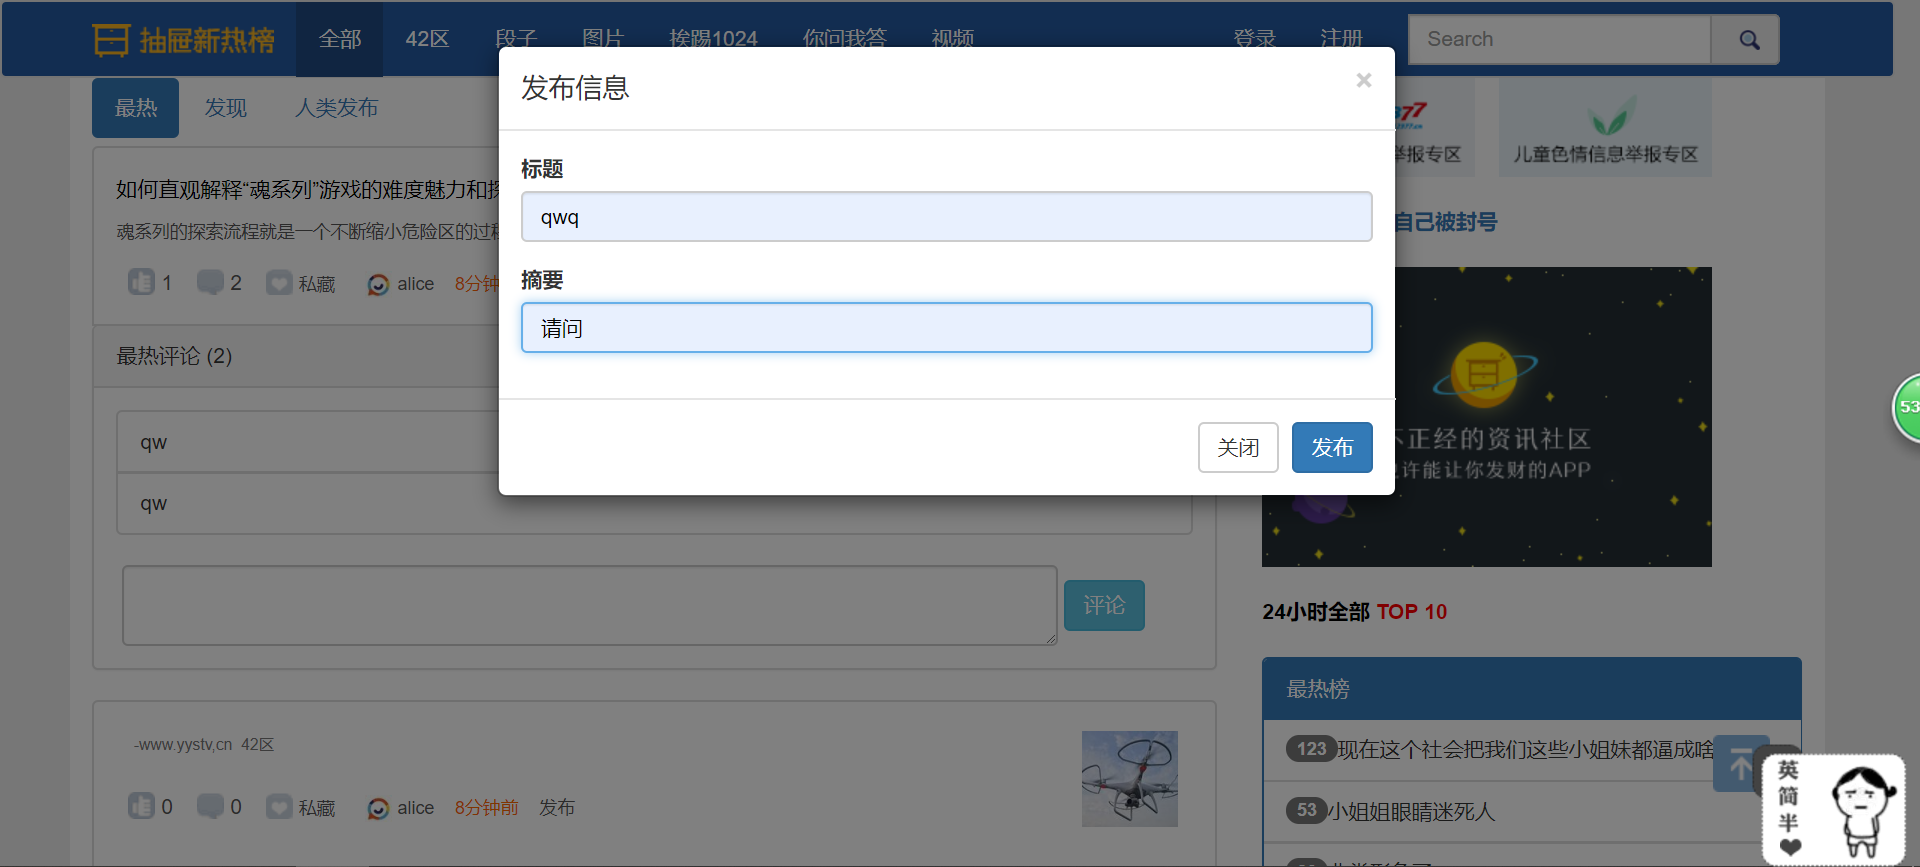 抽屉新热榜 全部 42区 段子 图片 挨踢1024 你问我答 视频 登录 注册 Search
最热 发现 人类发布
发布信息 ×
标题
qwq
摘要
请问
关闭 发布
如何直观解释“魂系列”游戏的难度魅力和
魂系列的探索流程就是一个不断缩小危险区的过
1 2 私藏 alice 8分钟
最热评论 (2)
qw
qw
评论
-www.yystv,cn 42区
0 0 私藏 alice 8分钟前 发布
77
举报专区
儿童色情信息举报专区
自己被封号
不正经的资讯社区
许能让你发财的APP
24小时全部 TOP 10
最热榜
123 现在这个社会把我们这些小姐妹都逼成啥
53 小姐姐眼睛迷死人
53
英
简
半